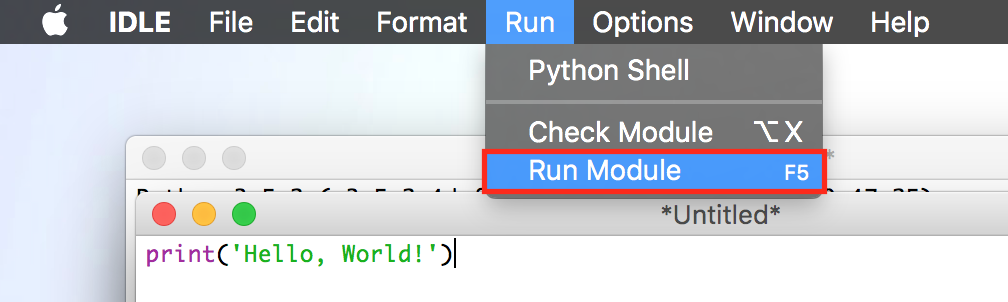 IDLE File Edit Format Run Options Window Help
Python Shell
Check Module ⌥X
Run Module F5
*Untitled*
print('Hello, World!')